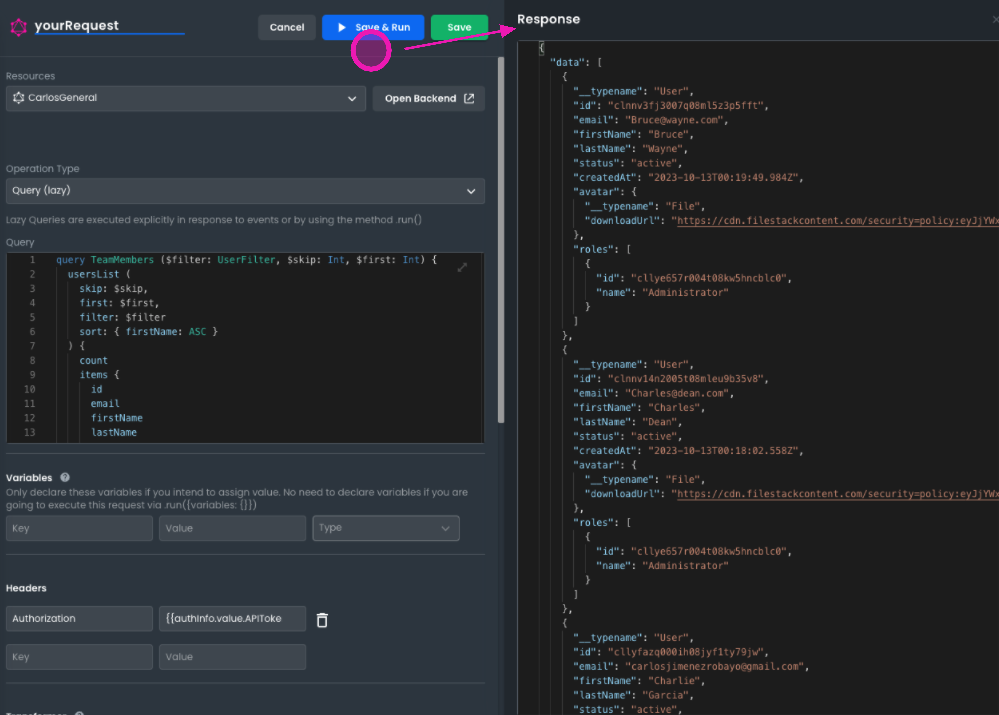 yourRequest
Cancel
Save & Run
Save
Resources
CarlosGeneral
Open Backend
Operation Type
Query (lazy)
Lazy Queries are executed explicitly in response to events or by using the method .run()
Query
1 query TeamMembers ($filter: UserFilter, $skip: Int, $first: Int) {
2 usersList (
3 skip: $skip,
4 first: $first,
5 filter: $filter
6 sort: { firstName: ASC }
7 ) {
8 count
9 items {
10 id
11 email
12 firstName
13 lastName
Variables
Only declare these variables if you intend to assign value. No need to declare variables if you are
going to execute this request via .run({variables: {}})
Key
Value
Type
Headers
Authorization
{{authInfo.value.APIToke
Key
Value
Response
{
"data": [
{
"__typename": "User",
"id": "clnnv3fj3007q08ml5z3p5fft",
"email": "Bruce@wayne.com",
"firstName": "Bruce",
"lastName": "Wayne",
"status": "active",
"createdAt": "2023-10-13T00:19:49.984Z",
"avatar": {
"__typename": "File",
"downloadUrl": "https://cdn.filestackcontent.com/security=policy:eyJjYWx
},
"roles": [
{
"id": "cllye657r004t08kw5hncblc0",
"name": "Administrator"
}
]
},
{
"__typename": "User",
"id": "clnnv14n2005t08mleu9b35v8",
"email": "Charles@dean.com",
"firstName": "Charles",
"lastName": "Dean",
"status": "active",
"createdAt": "2023-10-13T00:18:02.558Z",
"avatar": {
"__typename": "File",
"downloadUrl": "https://cdn.filestackcontent.com/security=policy:eyJjYWx
},
"roles": [
{
"id": "cllye657r004t08kw5hncblc0",
"name": "Administrator"
}
]
},
{
"__typename": "User",
"id": "cllyfazq000ih08jyf1ty79jw",
"email": "carlosjimenezrobayo@gmail.com",
"firstName": "Charlie",
"lastName": "Garcia",
"status": "active",